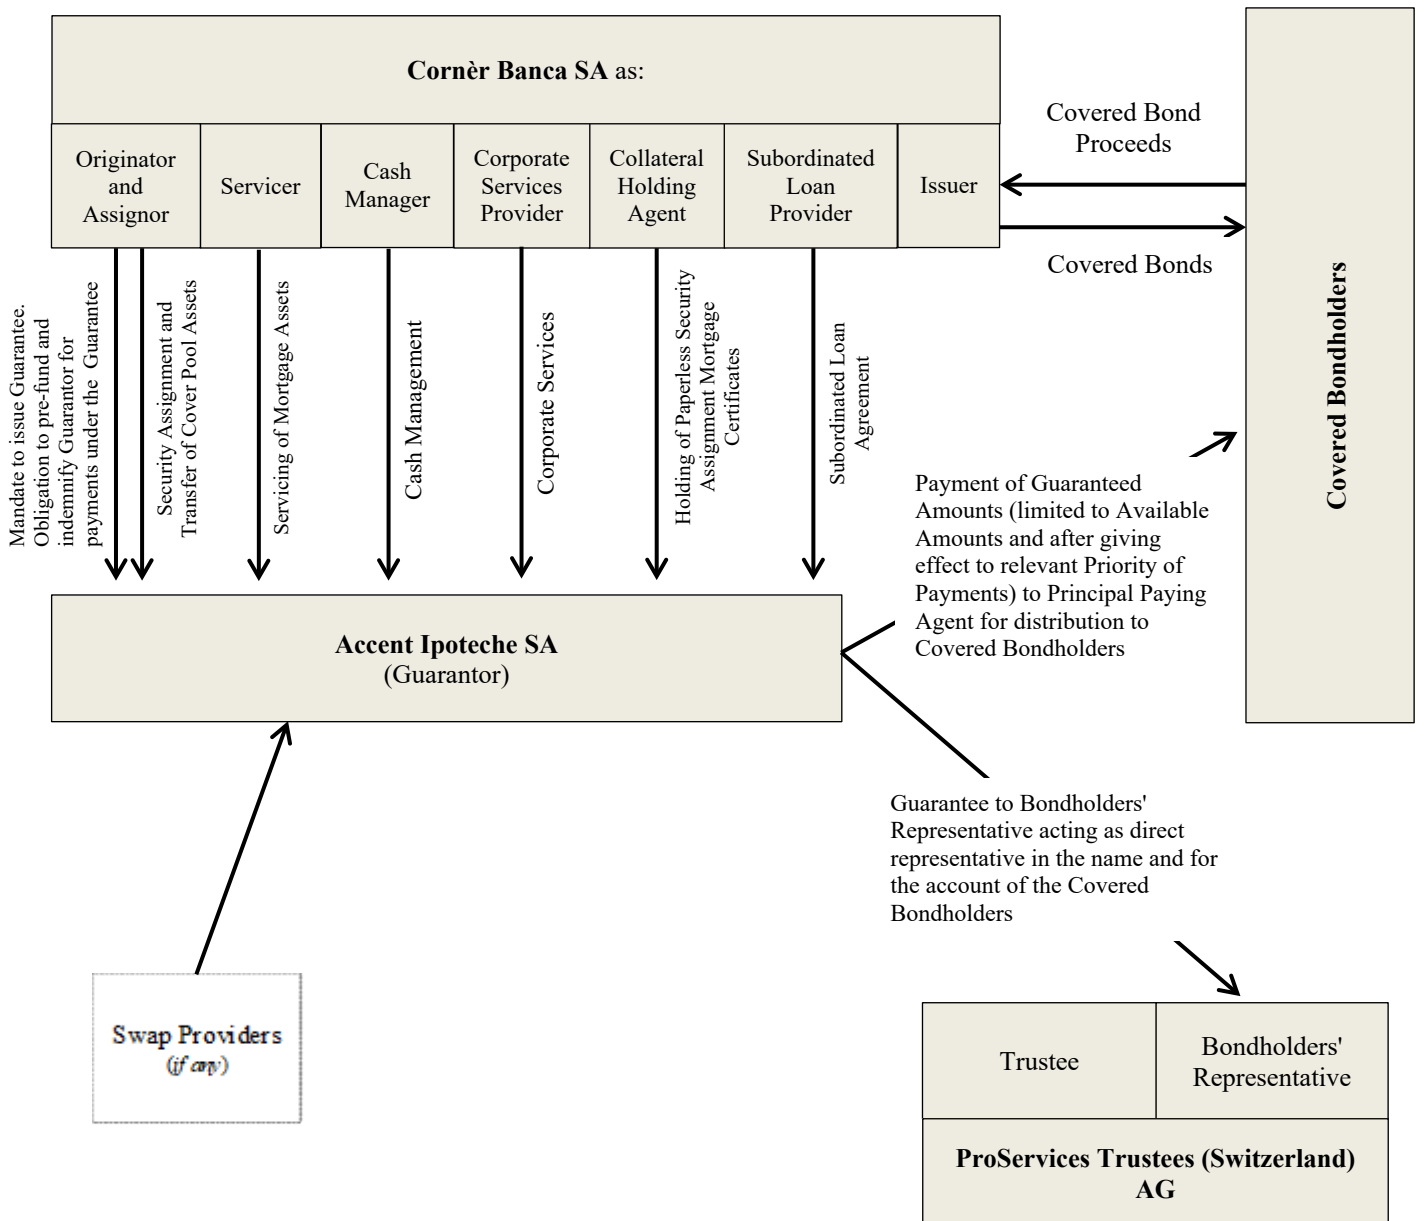 Cornèr Banca SA as:
Originator
and
Assignor
Servicer
Cash
Manager
Corporate
Services
Provider
Collateral
Holding
Agent
Subordinated
Loan
Provider
Issuer
Covered Bond
Proceeds
Covered Bonds
Covered Bondholders
Mandate to issue Guarantee.
Obligation to pre-fund and
indemnify Guarantor for
payments under the Guarantee
Security Assignment and
Transfer of Cover Pool Assets
Servicing of Mortgage Assets
Cash Management
Corporate Services
Holding of Paperless Security
Assignment Mortgage
Certificates
Subordinated Loan
Agreement
Payment of Guaranteed
Amounts (limited to Available
Amounts and after giving
effect to relevant Priority of
Payments) to Principal Paying
Agent for distribution to
Covered Bondholders
Accent Ipoteche SA
(Guarantor)
Guarantee to Bondholders'
Representative acting as direct
representative in the name and for
the account of the Covered
Bondholders
Swap Providers
(if any)
Trustee
Bondholders'
Representative
ProServices Trustees (Switzerland)
AG